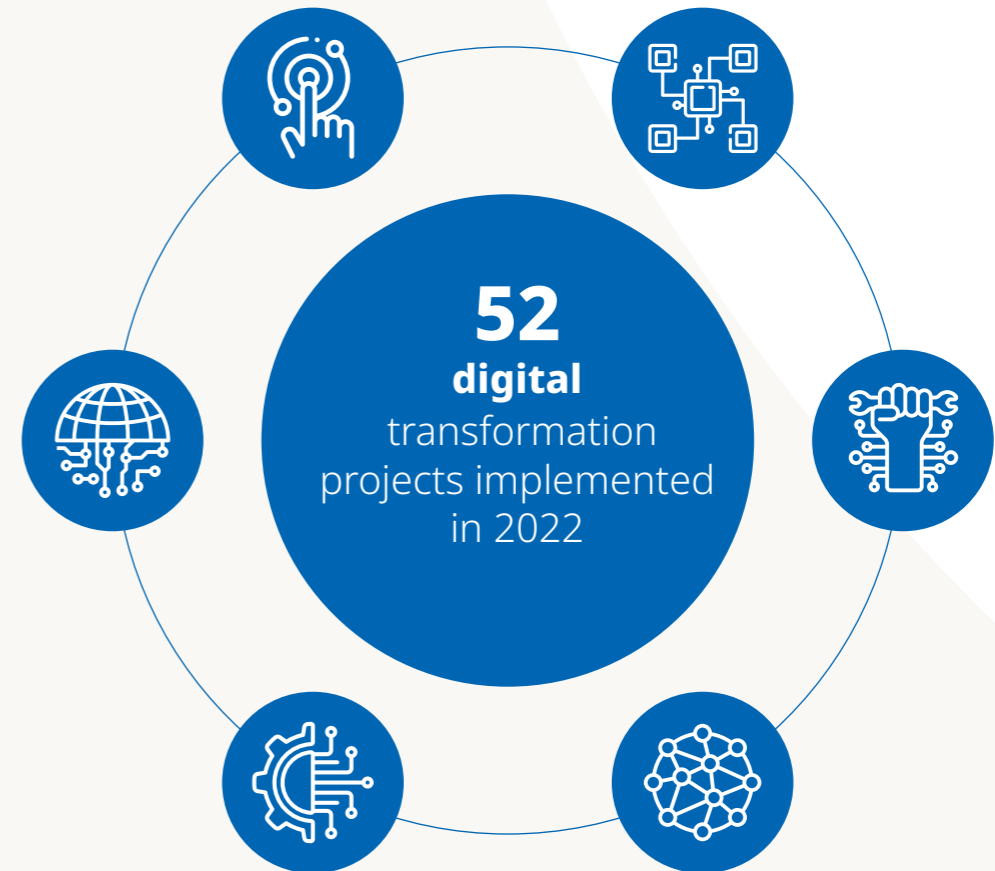 52
digital
transformation
projects implemented
in 2022